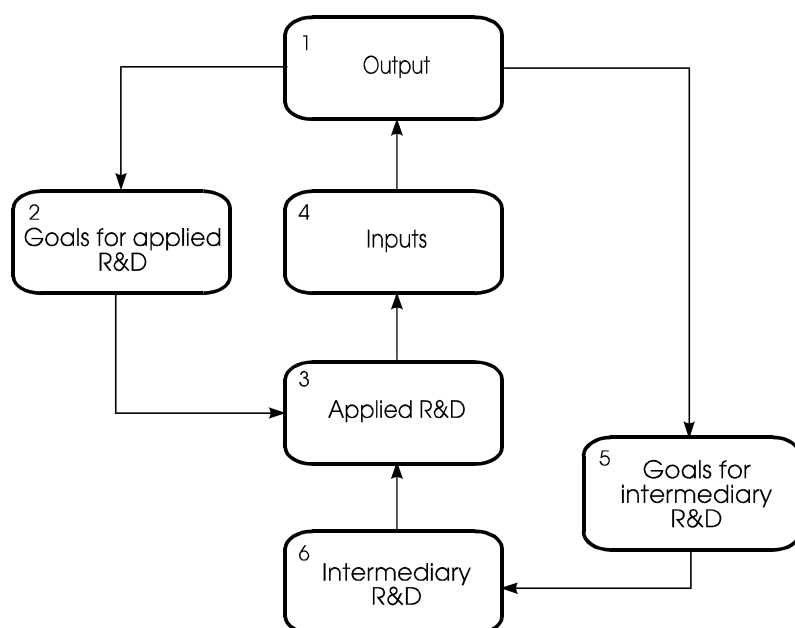 1
Output
2
Goals for applied
R&D
4
Inputs
3
Applied R&D
5
Goals for
intermediary
R&D
6
Intermediary
R&D